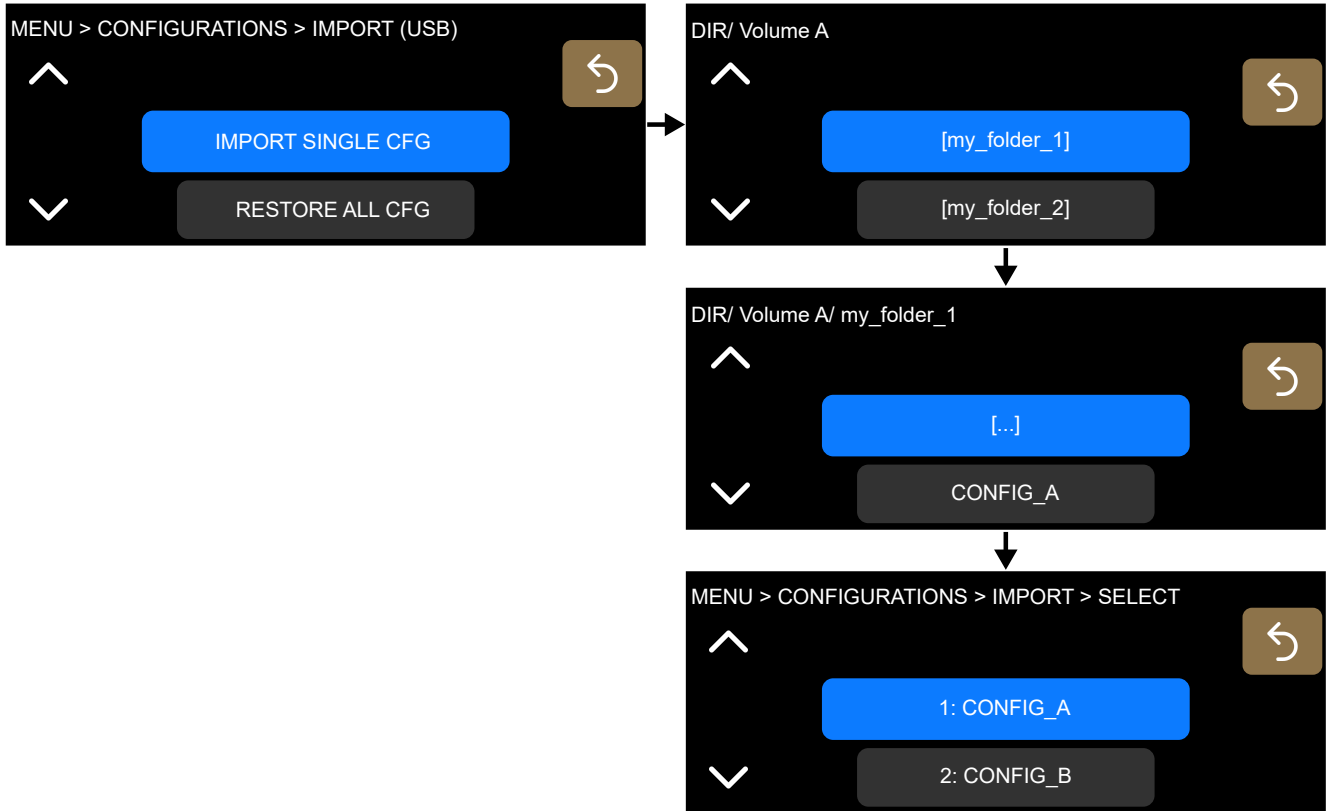 MENU > CONFIGURATIONS > IMPORT (USB)
IMPORT SINGLE CFG
RESTORE ALL CFG
DIR/ Volume A
[my_folder_1]
[my_folder_2]
DIR/ Volume A/ my_folder_1
[...]
CONFIG_A
MENU > CONFIGURATIONS > IMPORT > SELECT
1: CONFIG_A
2: CONFIG_B